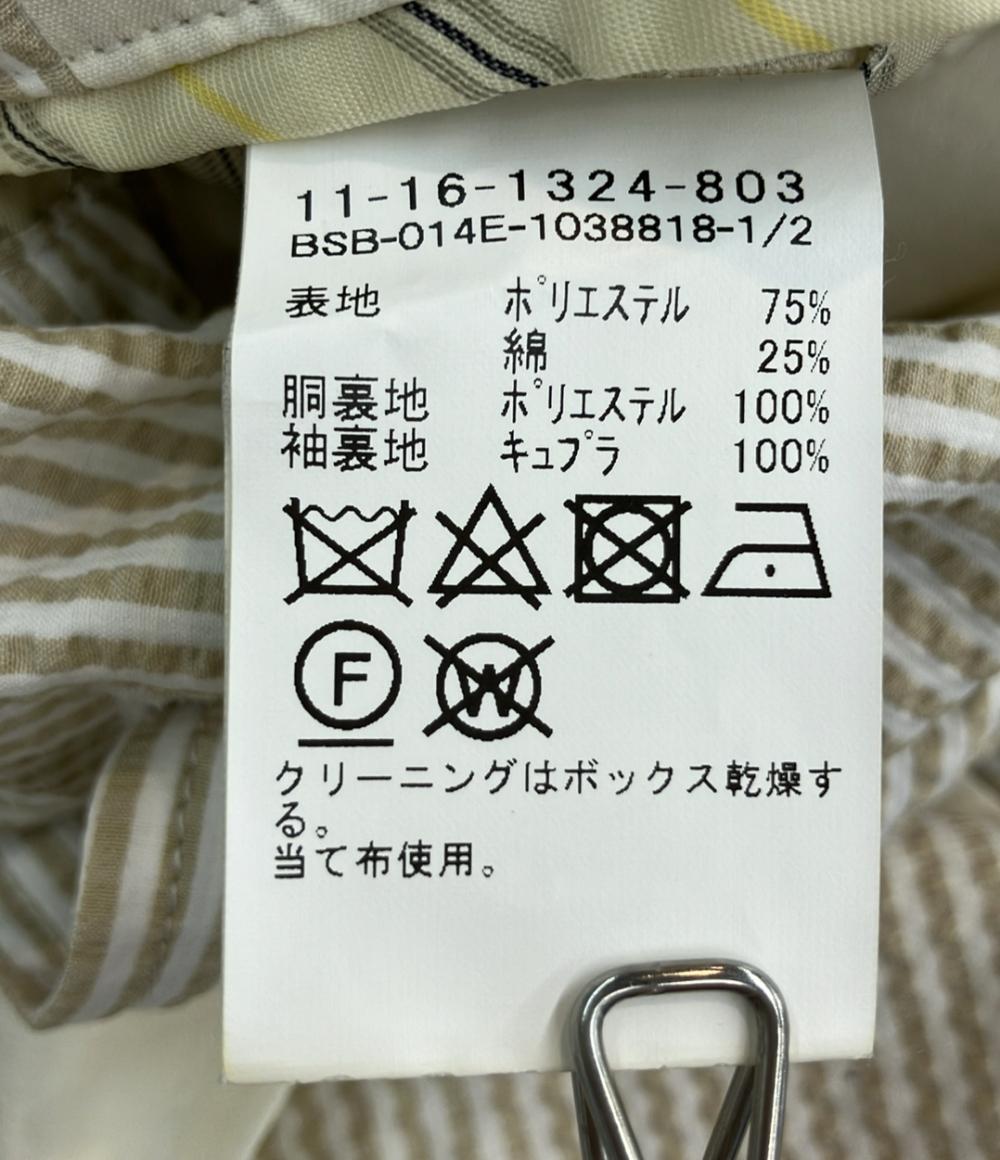 11-16-1324-803
BSB-014E-1038818-1/2
表地 ポリエステル 75%
綿 25%
胴裏地 ポリエステル 100%
袖裏地 キュプラ 100%
F W
クリーニングはボックス乾燥す
る。
当て布使用。